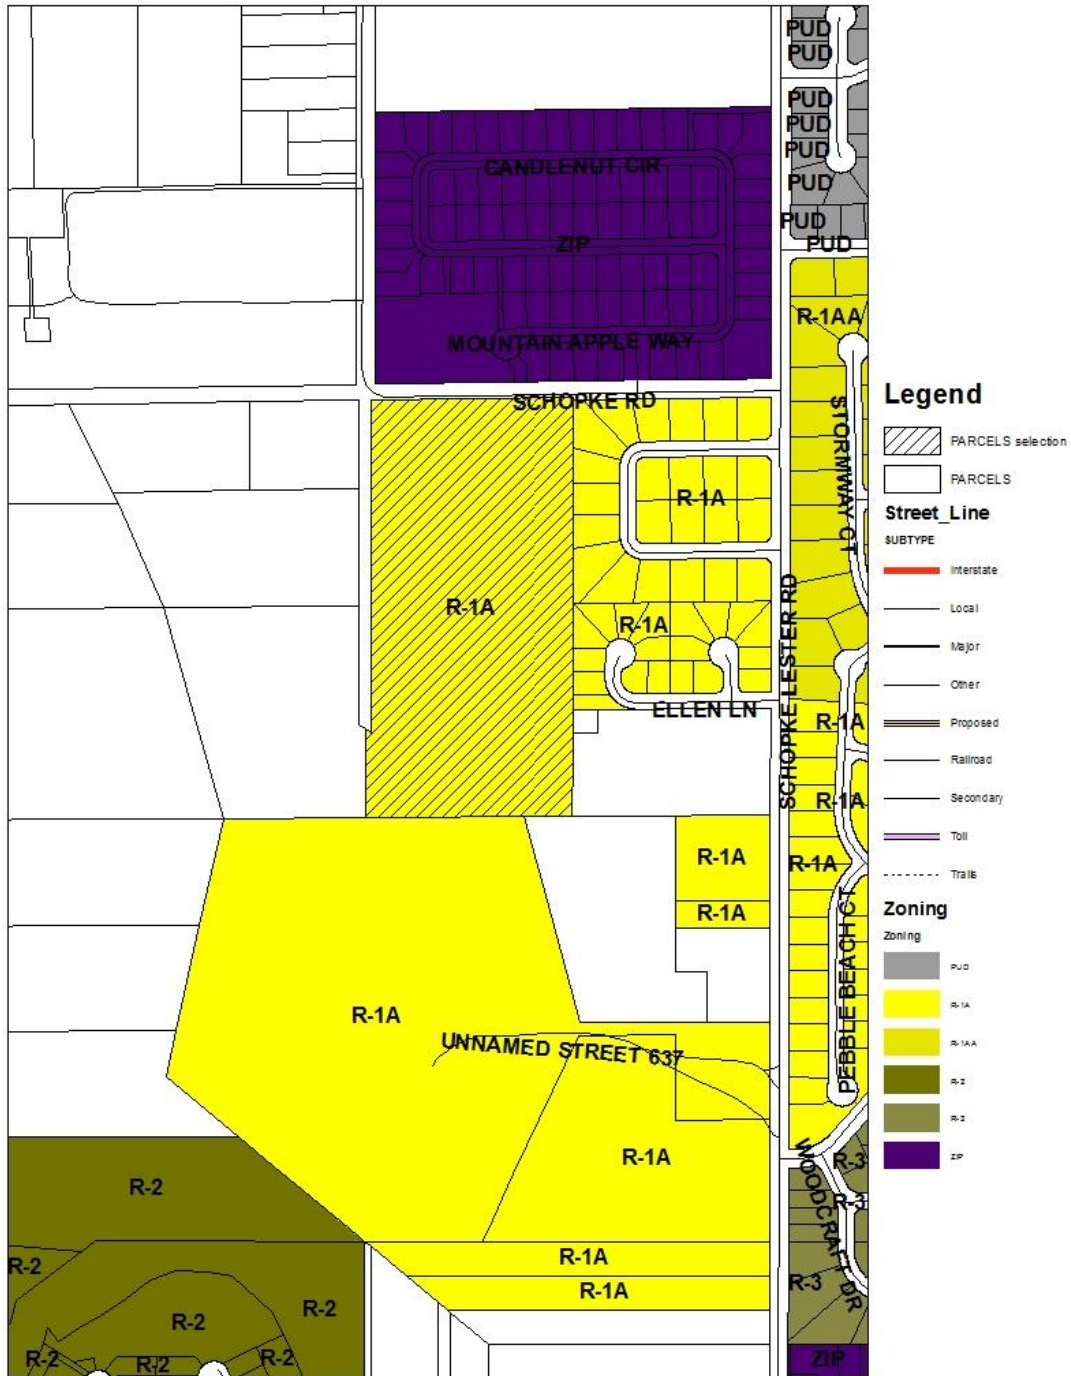 PUD
PUD
PUD
PUD
PUD
PUD
PUD
PUD
CANDLENUT CIR
ZIP
MOUNTAIN APPLE WAY
SCHOPKE RD
R-1AA
STORMWAY CT
R-1A
R-1A
R-1A
SCHOPKE LESTER RD
ELLEN LN
R-1A
R-1A
R-1A
R-1A
R-1A
PEBBLE BEACH CT
R-1A
UNNAMED STREET 637
R-1A
WOODCRAFT DR
R-3
R-3
R-3
R-2
R-2
R-2
R-2
R-2
R-2
R-2
R-1A
R-1A
ZIP
Legend
PARCELS selection
PARCELS
Street_Line
SUBTYPE
Interstate
Local
Major
Other
Proposed
Railroad
Secondary
Toll
Trails
Zoning
Zoning
PUD
R-1A
R-1AA
R-2
R-3
ZIP